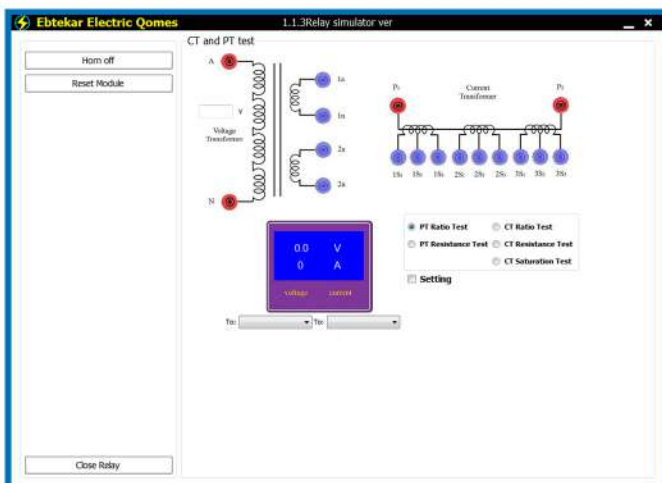 Ebtekar Electric Qomes
1.1.3Relay simulator ver
Horn off
Reset Module
Close Relay
CT and PT test
A
1a
1n
V
Voltage
Transformer
2a
2n
N
P1
Current
Transformer
P2
1S1 1S2 1S3 2S1 2S2 2S3 3S1 3S2 3S3
0.0 V
0 A
voltage current
To: To:
PT Ratio Test CT Ratio Test
PT Resistance Test CT Resistance Test
CT Saturation Test
Setting